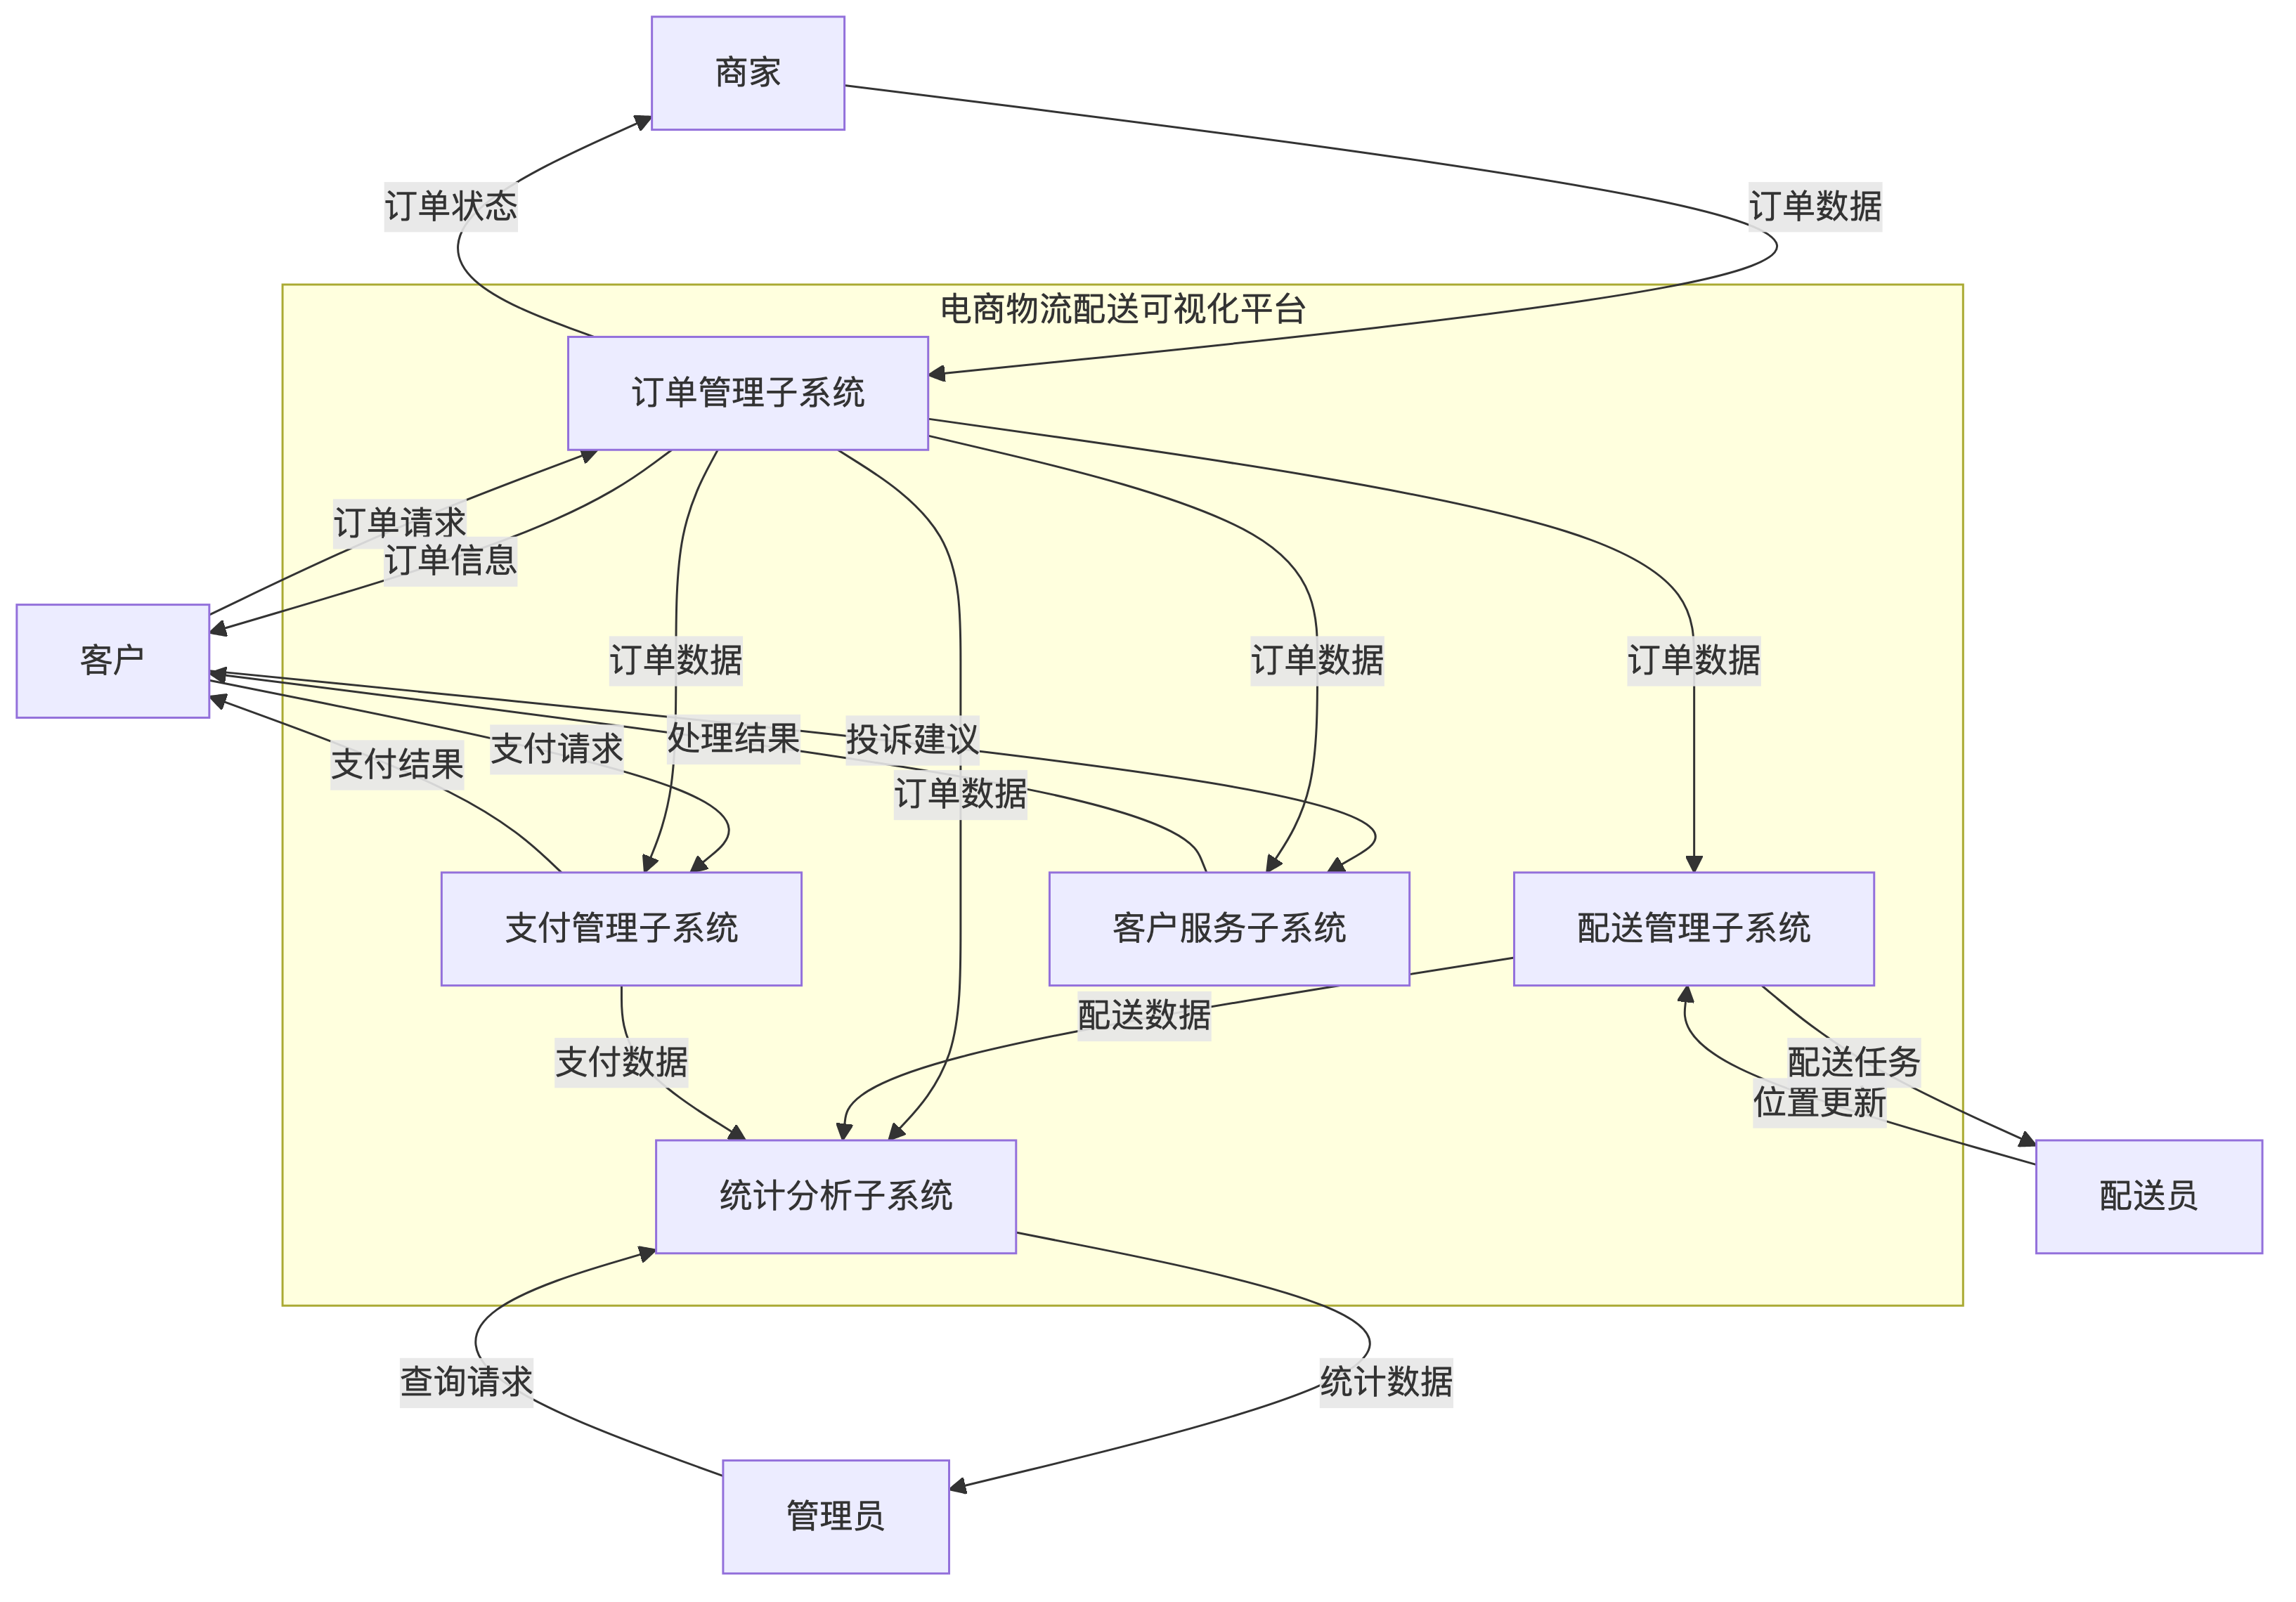 商家
订单状态
订单数据
电商物流配送可视化平台
订单管理子系统
订单请求
订单信息
客户
订单数据
订单数据
订单数据
处理结果
投诉建议
支付请求
支付结果
订单数据
支付管理子系统
客户服务子系统
配送管理子系统
配送数据
支付数据
配送任务
位置更新
统计分析子系统
配送员
查询请求
统计数据
管理员